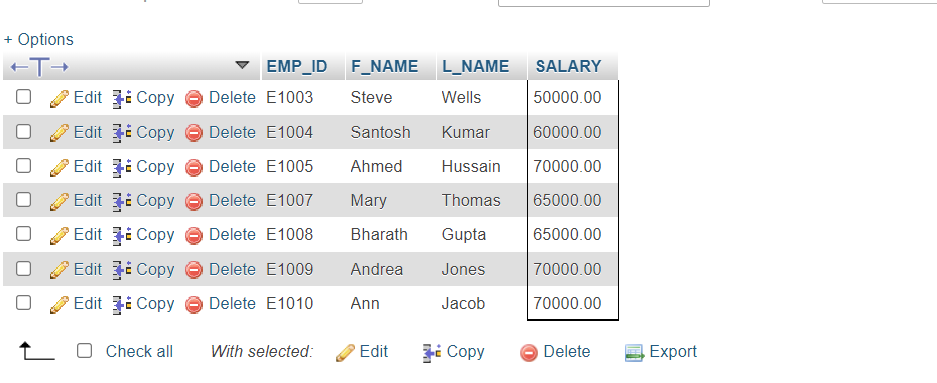 + Options
EMP_ID F_NAME L_NAME SALARY
Edit Copy Delete E1003 Steve Wells 50000.00
Edit Copy Delete E1004 Santosh Kumar 60000.00
Edit Copy Delete E1005 Ahmed Hussain 70000.00
Edit Copy Delete E1007 Mary Thomas 65000.00
Edit Copy Delete E1008 Bharath Gupta 65000.00
Edit Copy Delete E1009 Andrea Jones 70000.00
Edit Copy Delete E1010 Ann Jacob 70000.00
Check all With selected: Edit Copy Delete Export